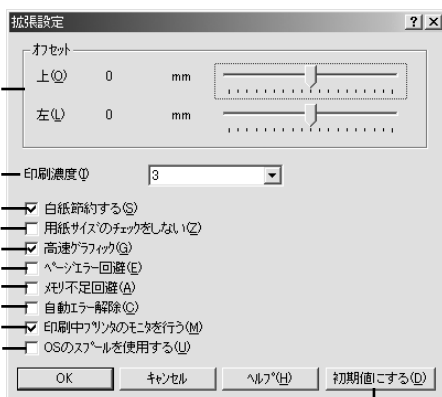 拡張設定
オフセット
上(O) 0 mm
左(L) 0 mm
印刷濃度(I) 3
白紙節約する(S)
用紙サイズのチェックをしない(Z)
高速グラフィック(G)
ページエラー回避(E)
メモリ不足回避(A)
自動エラー解除(C)
印刷中プリンタのモニタを行う(M)
OSのスプールを使用する(U)
OK キャンセル ヘルプ(H) 初期値にする(D)